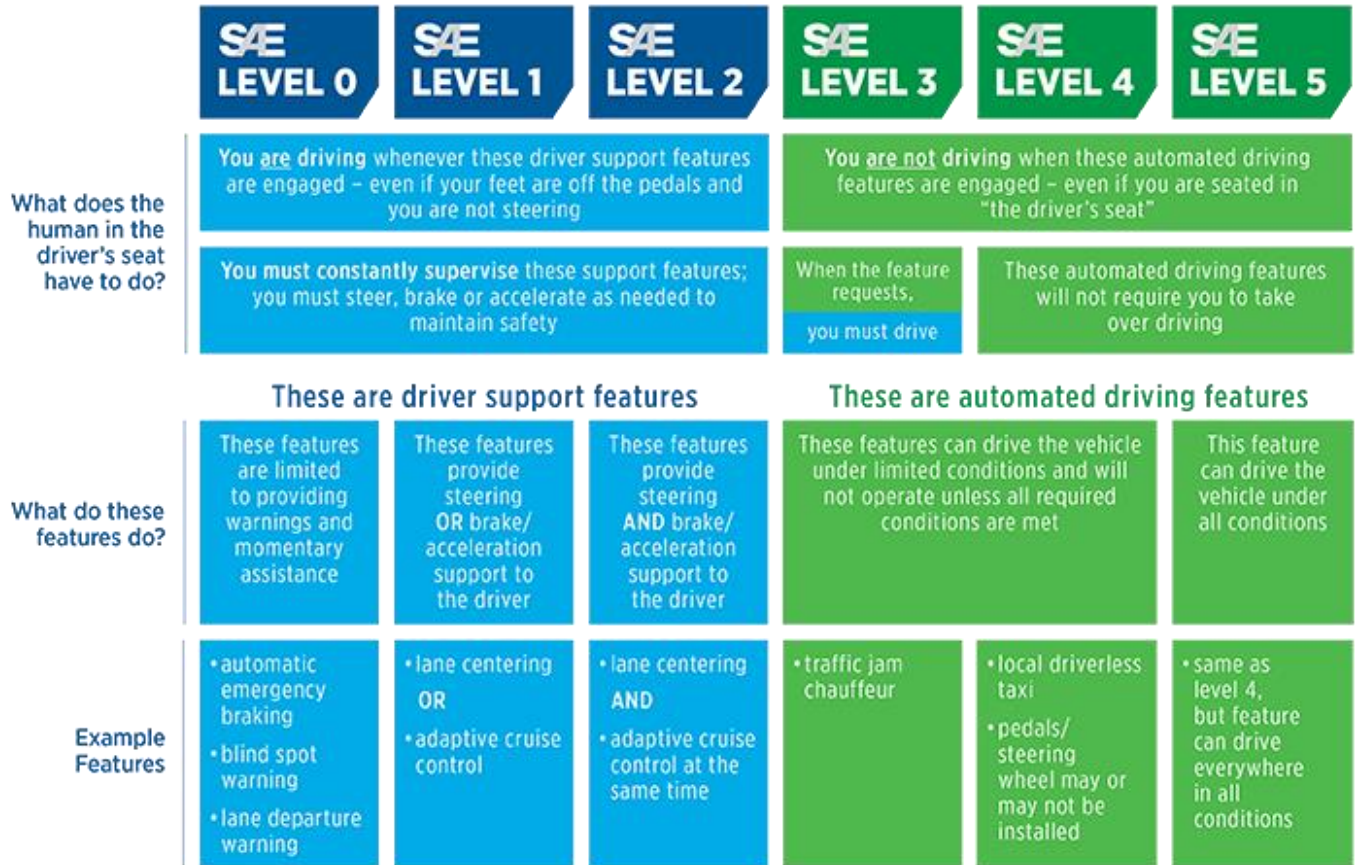 SAE
LEVEL 0
SAE
LEVEL 1
SAE
LEVEL 2
SAE
LEVEL 3
SAE
LEVEL 4
SAE
LEVEL 5
What does the
human in the
driver's seat
have to do?
You are driving whenever these driver support features
are engaged – even if your feet are off the pedals and
you are not steering
You are not driving when these automated driving
features are engaged – even if you are seated in
"the driver's seat"
You must constantly supervise these support features;
you must steer, brake or accelerate as needed to
maintain safety
When the feature
requests,
you must drive
These automated driving features
will not require you to take
over driving
These are driver support features
These are automated driving features
What do these
features do?
These features
are limited
to providing
warnings and
momentary
assistance
These features
provide
steering
OR brake/
acceleration
support to
the driver
These features
provide
steering
AND brake/
acceleration
support to
the driver
These features can drive the vehicle
under limited conditions and will
not operate unless all required
conditions are met
This feature
can drive the
vehicle under
all conditions
Example
Features
• automatic
emergency
braking
• blind spot
warning
• lane departure
warning
• lane centering
OR
• adaptive cruise
control
• lane centering
AND
• adaptive cruise
control at the
same time
• traffic jam
chauffeur
• local driverless
taxi
• pedals/
steering
wheel may or
may not be
installed
• same as
level 4,
but feature
can drive
everywhere
in all
conditions